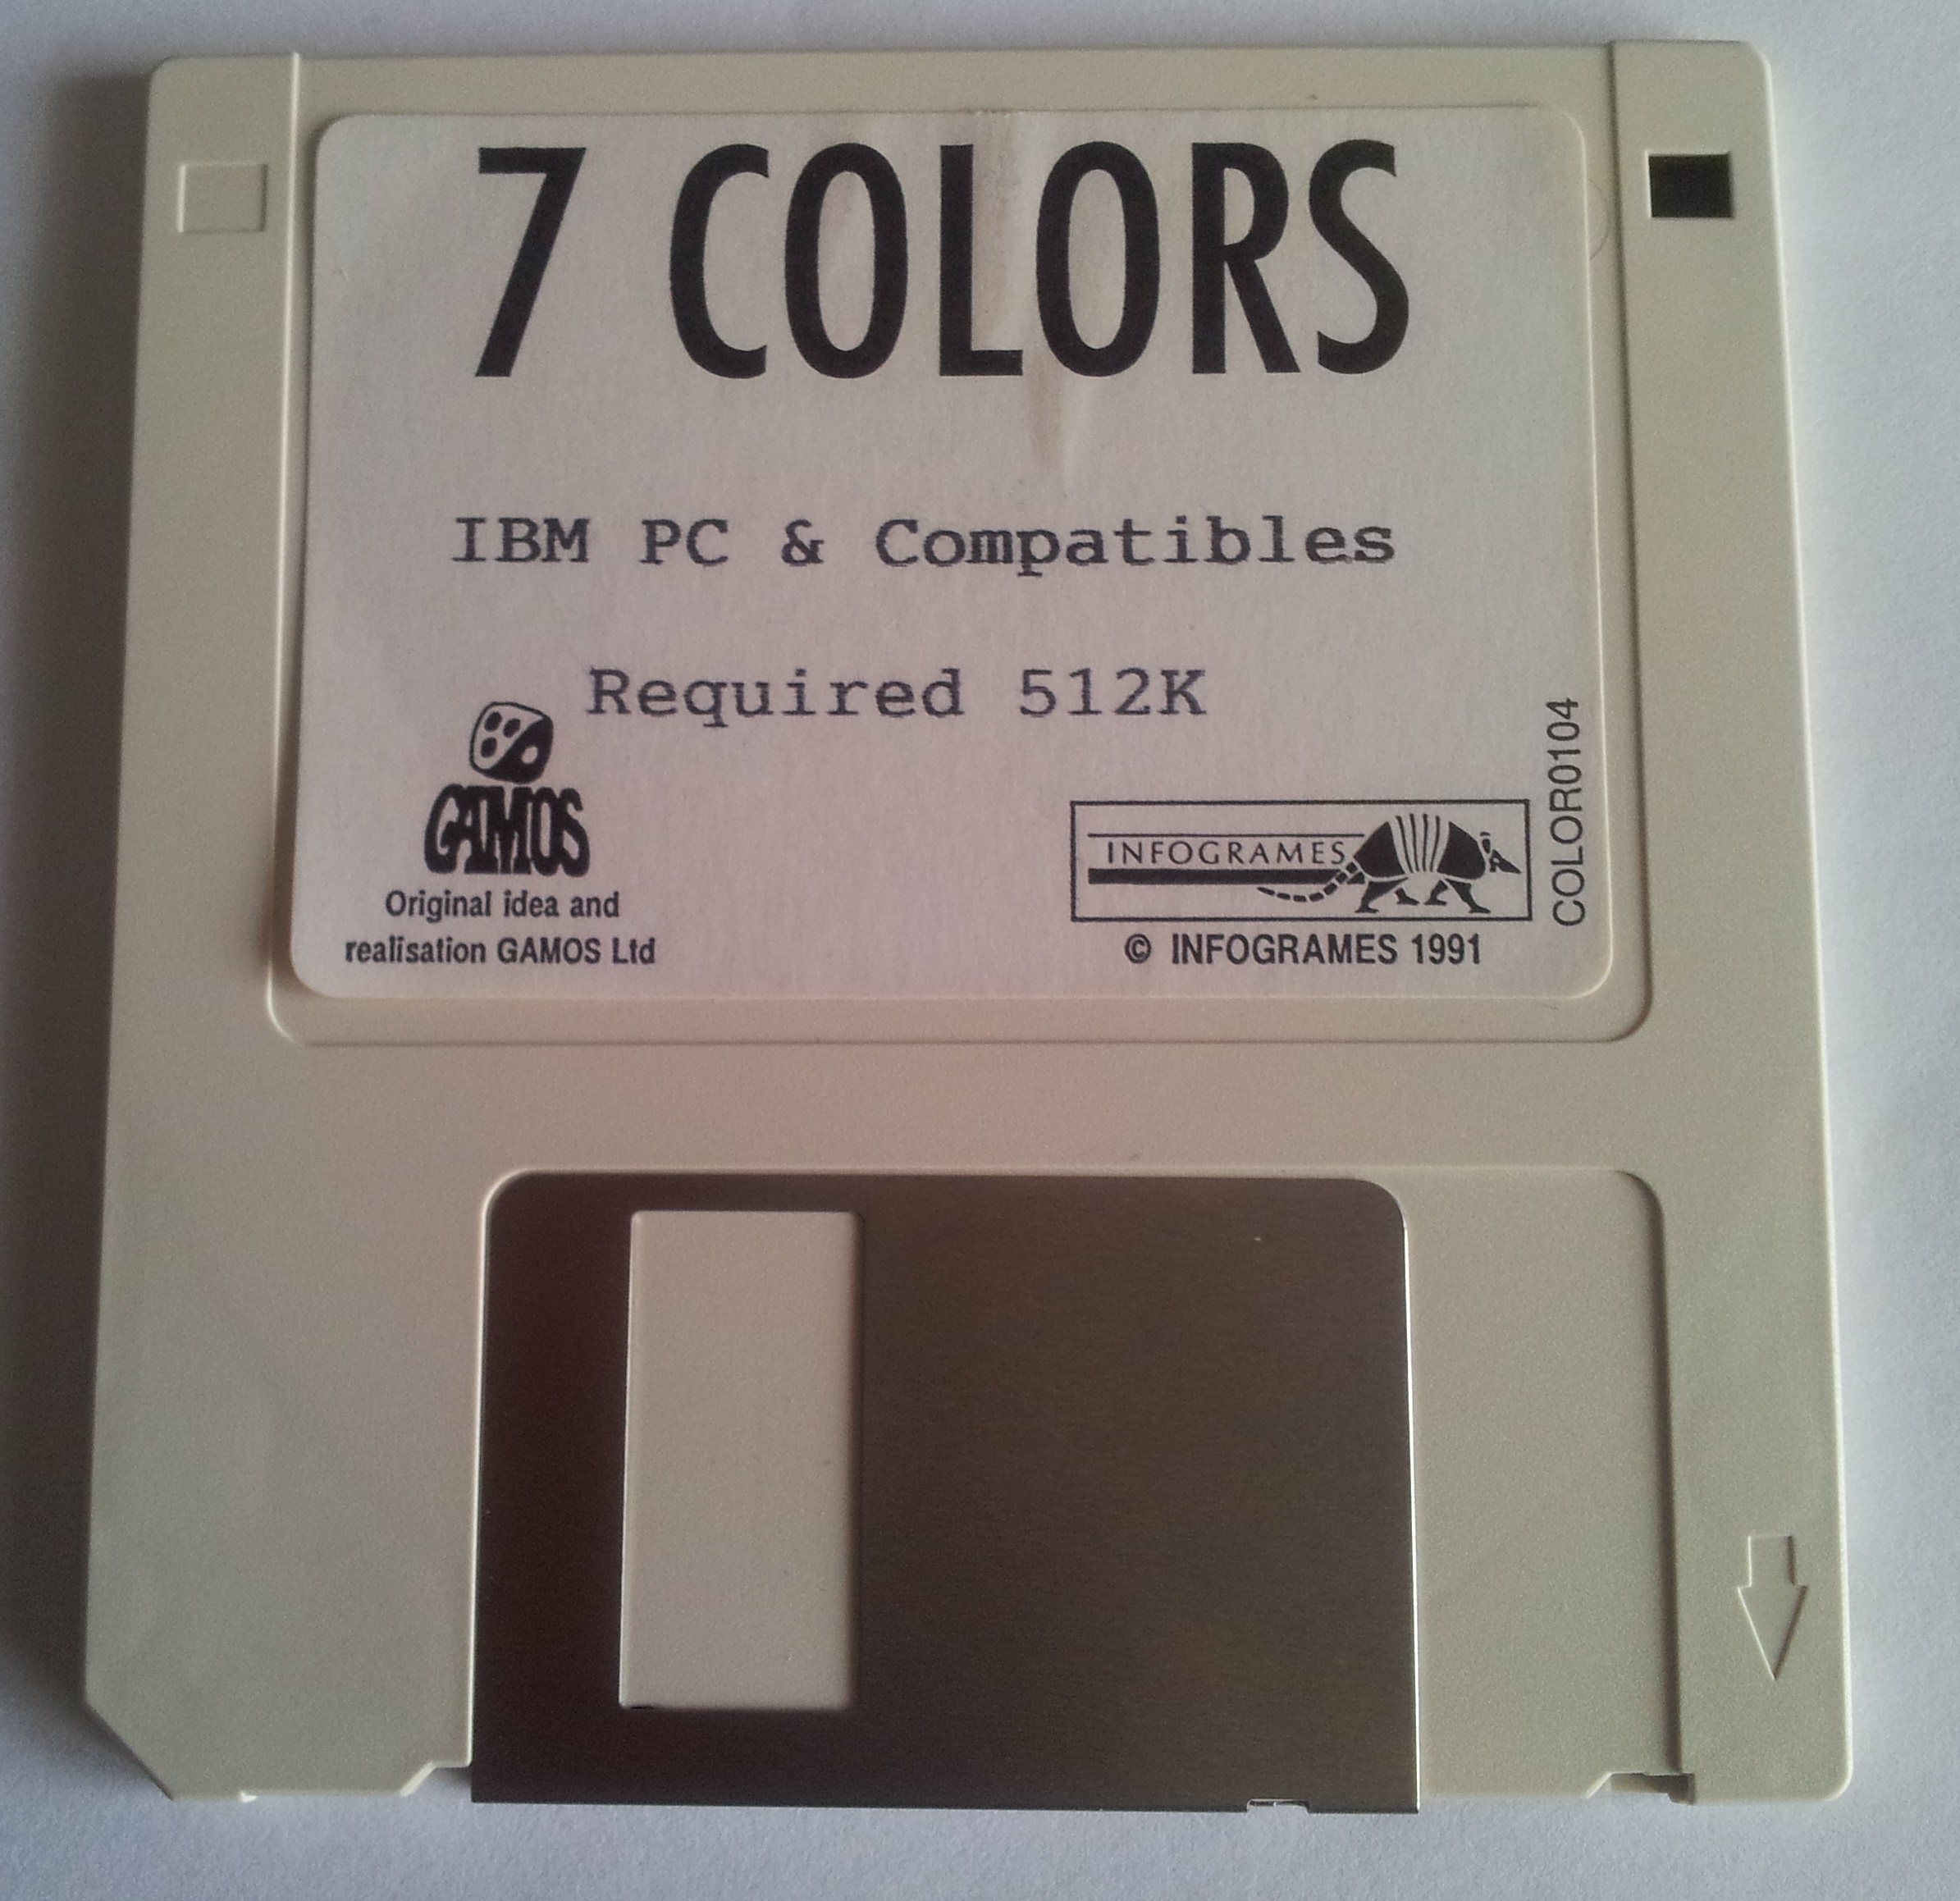 7 COLORS
IBM PC & Compatibles
Required 512K
GAMOS
Original idea and
realisation GAMOS Ltd
INFOGRAMES
© INFOGRAMES 1991
COLOR0104